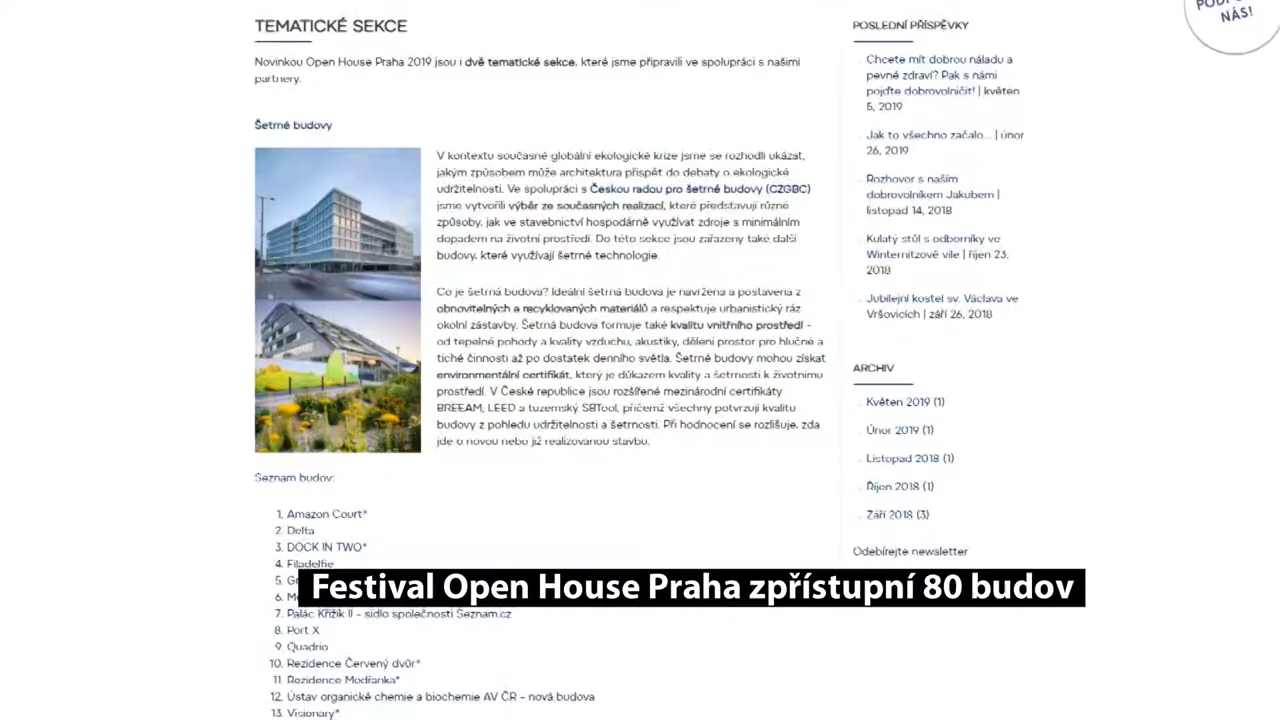 TEMATICKÉ SEKCE
Novinkou Open House Praha 2019 jsou i dvě tematické sekce, které jsme připravili ve spolupráci s našimi
partnery.
Šetrné budovy
V kontextu současné globální ekologické krize jsme se rozhodli ukázat,
jakým způsobem může architektura přispět do debaty o ekologické
udržitelnosti. Ve spolupráci s Českou radou pro šetrné budovy (CZGBC)
jsme vytvořili výběr ze současných realizací, které představují různé
způsoby, jak ve stavebnictví hospodárně využívat zdroje s minimálním
dopadem na životní prostředí. Do této sekce jsou zařazeny také další
budovy, které využívají šetrné technologie.
Co je šetrná budova? Ideální šetrná budova je navržena a postavena z
obnovitelných a recyklovaných materiálů a respektuje urbanistický ráz
okolní zástavby. Šetrná budova formuje také kvalitu vnitřního prostředí -
od tepelné pohody a kvality vzduchu, akustiky, dělení prostor pro hlučné a
tiché činnosti až po dostatek denního světla. Šetrné budovy mohou získat
environmentální certifikát, který je důkazem kvality a šetrnosti k životnímu
prostředí. V České republice jsou rozšířené mezinárodní certifikáty
BREEAM, LEED a tuzemský SBTool, přičemž všechny potvrzují kvalitu
budovy z pohledu udržitelnosti a šetrnosti. Při hodnocení se rozlišuje, zda
jde o novou nebo již realizovanou stavbu.
Seznam budov:
1. Amazon Court*
2. Delta
3. DOCK IN TWO*
4. Filadelfie
5.
6.
7. Palác Křižík II - sídlo společnosti Seznam.cz
8. Port X
9. Quadrio
10. Rezidence Červený dvůr*
11. Rezidence Modřanka*
12. Ústav organické chemie a biochemie AV ČR - nová budova
13. Visionary*
POSLEDNÍ PŘÍSPĚVKY
Chcete mít dobrou náladu a
pevné zdraví? Pak s námi
pojďte dobrovolničit! | květen
5, 2019
Jak to všechno začalo... | únor
26, 2019
Rozhovor s naším
dobrovolníkem Jakubem |
listopad 14, 2018
Kulatý stůl s odborníky ve
Winternitzově vile | říjen 23,
2018
Jubilejní kostel sv. Václava ve
Vršovicích | září 26, 2018
ARCHIV
Květen 2019 (1)
Únor 2019 (1)
Listopad 2018 (1)
Říjen 2018 (1)
Září 2018 (3)
Odebírejte newsletter
NÁS!
Festival Open House Praha zpřístupní 80 budov